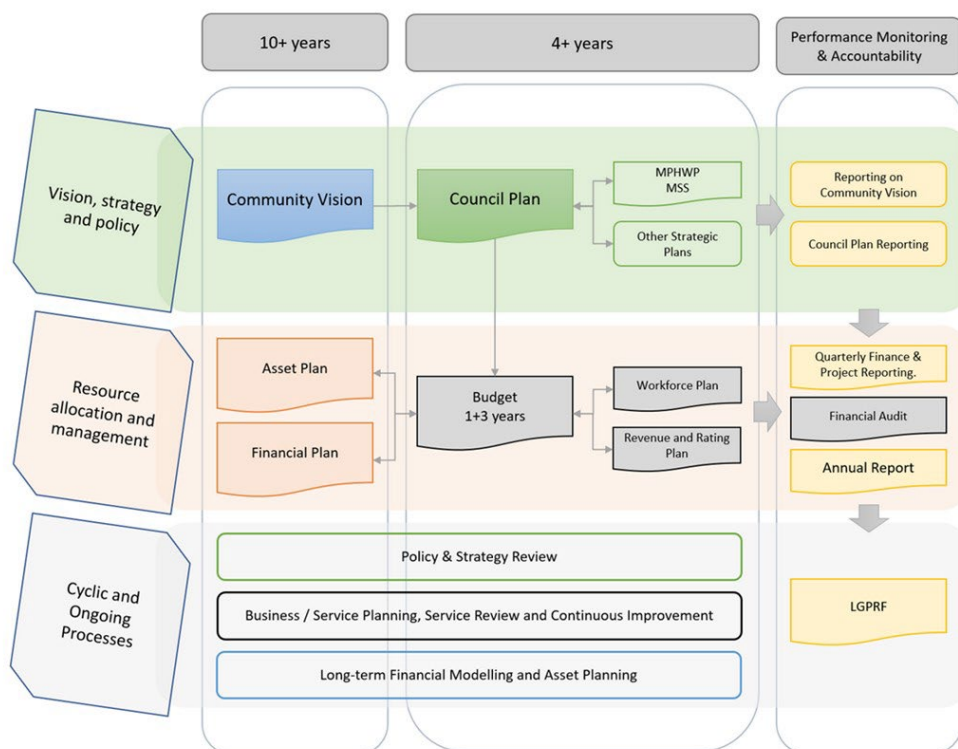 10+ years
4+ years
Performance Monitoring
& Accountability
Vision, strategy
and policy
Community Vision
Council Plan
MPHWP
MSS
Other Strategic
Plans
Reporting on
Community Vision
Council Plan Reporting
Resource
allocation and
management
Asset Plan
Financial Plan
Budget
1+3 years
Workforce Plan
Revenue and Rating
Plan
Quarterly Finance &
Project Reporting.
Financial Audit
Annual Report
Cyclic and
Ongoing
Processes
Policy & Strategy Review
Business / Service Planning, Service Review and Continuous Improvement
Long-term Financial Modelling and Asset Planning
LGPRF